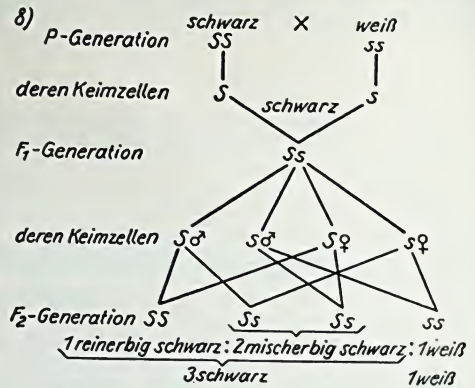 8)
schwarz × weiß
P-Generation SS ss
deren Keimzellen S s
schwarz
F₁-Generation Ss
deren Keimzellen S♂ s♂ S♀ s♀
F₂-Generation SS Ss Ss ss
1 reinerbig schwarz : 2 mischerbig schwarz : 1 weiß
3 schwarz 1 weiß